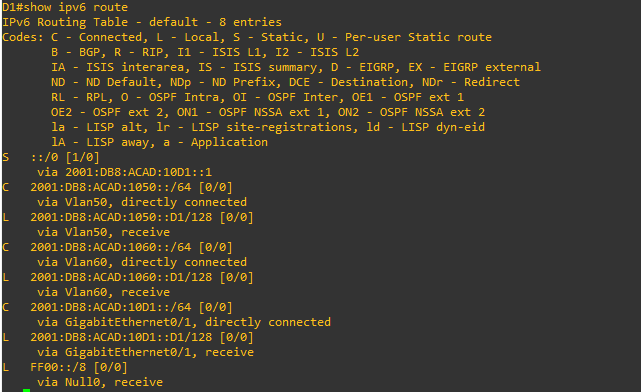 D1#show ipv6 route
IPv6 Routing Table - default - 8 entries
Codes: C - Connected, L - Local, S - Static, U - Per-user Static route
       B - BGP, R - RIP, I1 - ISIS L1, I2 - ISIS L2
       IA - ISIS interarea, IS - ISIS summary, D - EIGRP, EX - EIGRP external
       ND - ND Default, NDp - ND Prefix, DCE - Destination, NDr - Redirect
       RL - RPL, O - OSPF Intra, OI - OSPF Inter, OE1 - OSPF ext 1
       OE2 - OSPF ext 2, ON1 - OSPF NSSA ext 1, ON2 - OSPF NSSA ext 2
       la - LISP alt, lr - LISP site-registrations, ld - LISP dyn-eid
       lA - LISP away, a - Application
S   ::/0 [1/0]
     via 2001:DB8:ACAD:10D1::1
C   2001:DB8:ACAD:1050::/64 [0/0]
     via Vlan50, directly connected
L   2001:DB8:ACAD:1050::D1/128 [0/0]
     via Vlan50, receive
C   2001:DB8:ACAD:1060::/64 [0/0]
     via Vlan60, directly connected
L   2001:DB8:ACAD:1060::D1/128 [0/0]
     via Vlan60, receive
C   2001:DB8:ACAD:10D1::/64 [0/0]
     via GigabitEthernet0/1, directly connected
L   2001:DB8:ACAD:10D1::D1/128 [0/0]
     via GigabitEthernet0/1, receive
L   FF00::/8 [0/0]
     via Null0, receive